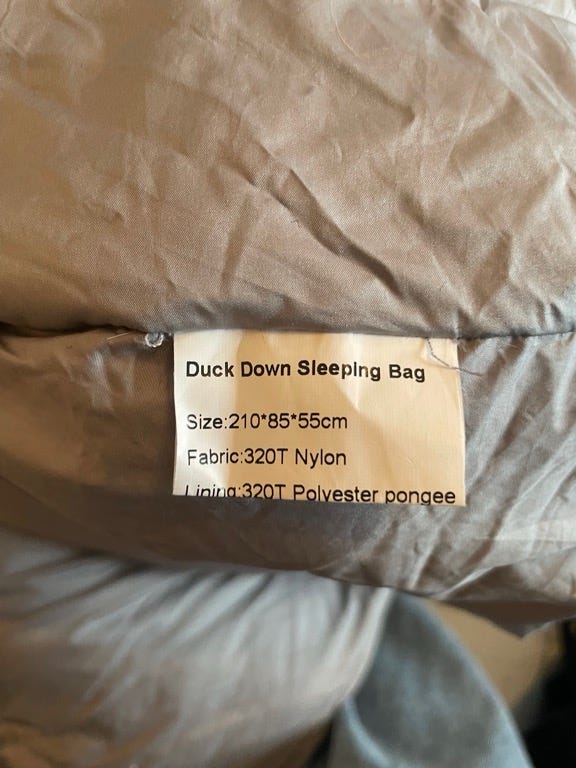 Duck Down Sleeping Bag
Size:210*85*55cm
Fabric:320T Nylon
Lining:320T Polyester pongee